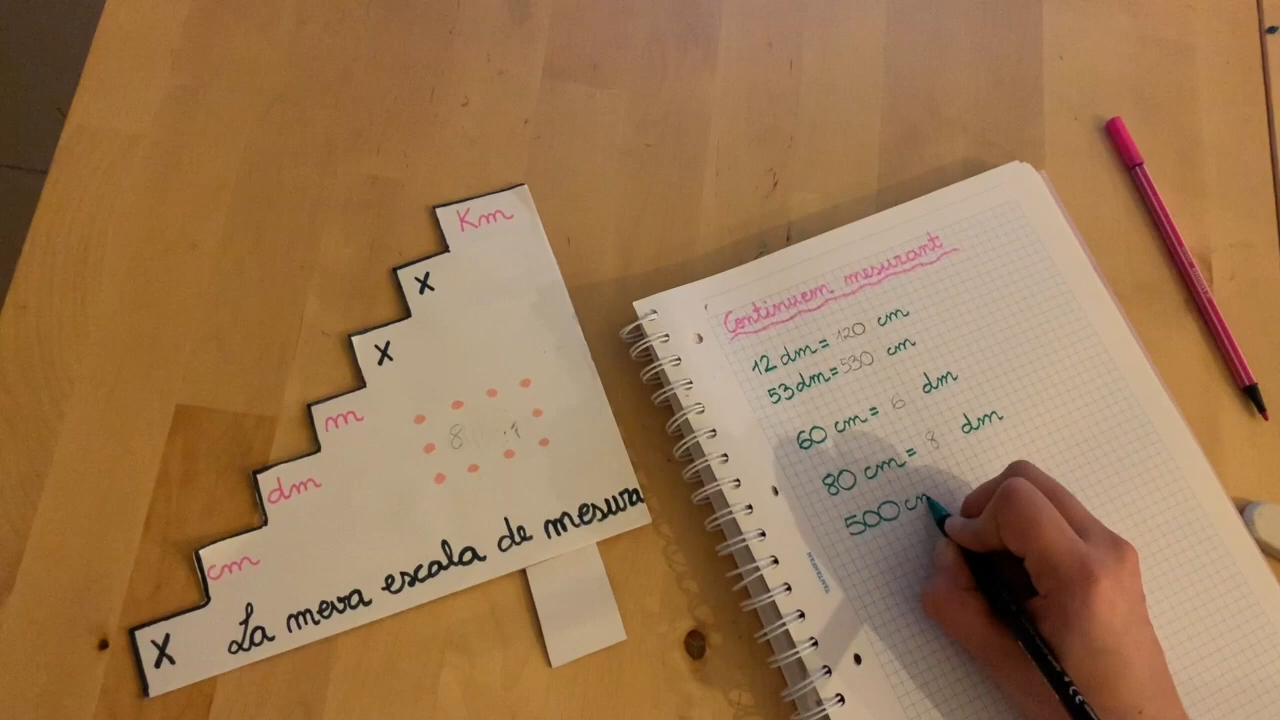 Km
X
X
m
dm
cm
X
8
La meva escala de mesura
Continuem mesurant
12 dm = 120 cm
53 dm = 530 cm
60 cm = 6 dm
80 cm = 8 dm
500 cm